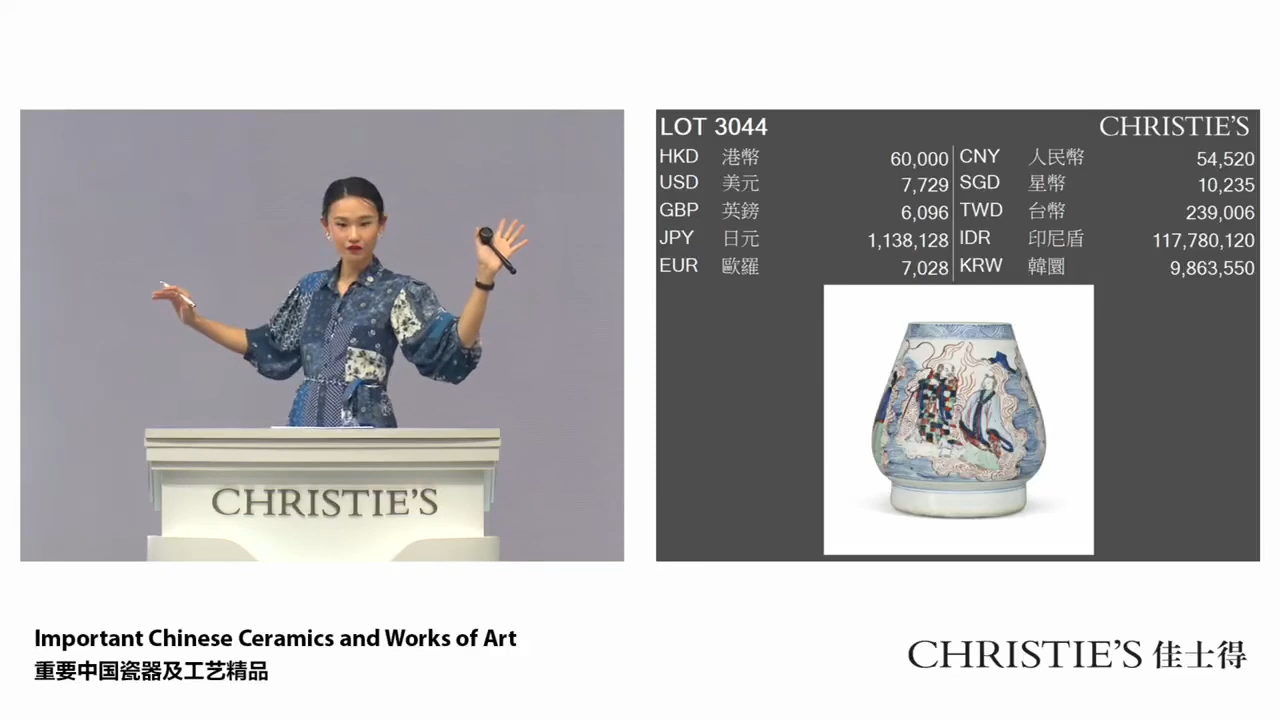 LOT 3044
CHRISTIE'S
HKD 港幣 60,000 CNY 人民幣 54,520
USD 美元 7,729 SGD 星幣 10,235
GBP 英鎊 6,096 TWD 台幣 239,006
JPY 日元 1,138,128 IDR 印尼盾 117,780,120
EUR 歐羅 7,028 KRW 韓圜 9,863,550
CHRISTIE'S
Important Chinese Ceramics and Works of Art
重要中国瓷器及工艺精品
CHRISTIE'S 佳士得